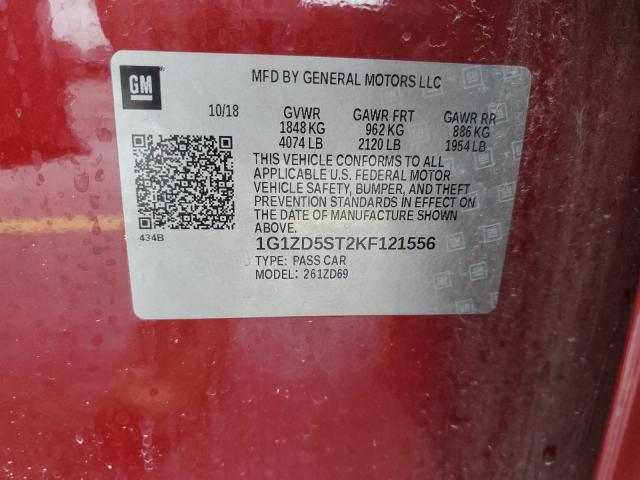 GM
MFD BY GENERAL MOTORS LLC
10/18 GVWR GAWR FRT GAWR RR
1848 KG 962 KG 886 KG
4074 LB 2120 LB 1954 LB
THIS VEHICLE CONFORMS TO ALL
APPLICABLE U.S. FEDERAL MOTOR
VEHICLE SAFETY, BUMPER, AND THEFT
PREVENTION STANDARDS IN EFFECT ON
THE DATE OF MANUFACTURE SHOWN
ABOVE.
434B
1G1ZD5ST2KF121556
TYPE: PASS CAR
MODEL: 261ZD69